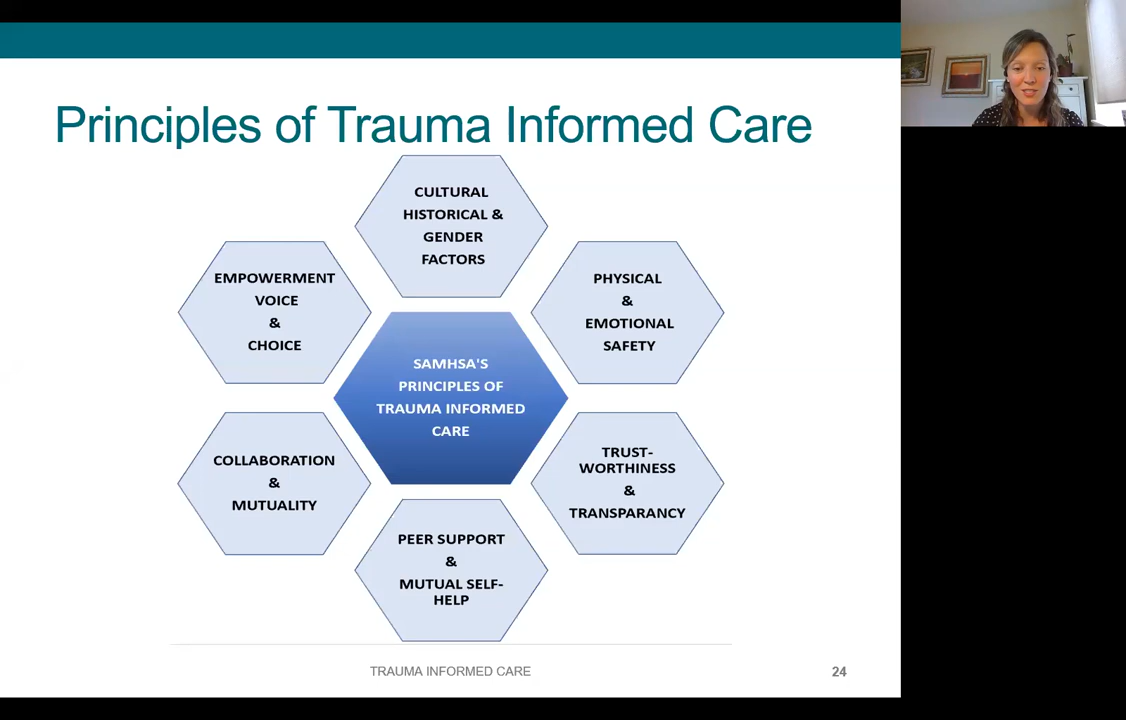 Principles of Trauma Informed Care
CULTURAL
HISTORICAL &
GENDER
FACTORS
EMPOWERMENT
VOICE
&
CHOICE
PHYSICAL
&
EMOTIONAL
SAFETY
SAMHSA'S
PRINCIPLES OF
TRAUMA INFORMED
CARE
COLLABORATION
&
MUTUALITY
TRUST-
WORTHINESS
&
TRANSPARANCY
PEER SUPPORT
&
MUTUAL SELF-
HELP
TRAUMA INFORMED CARE
24